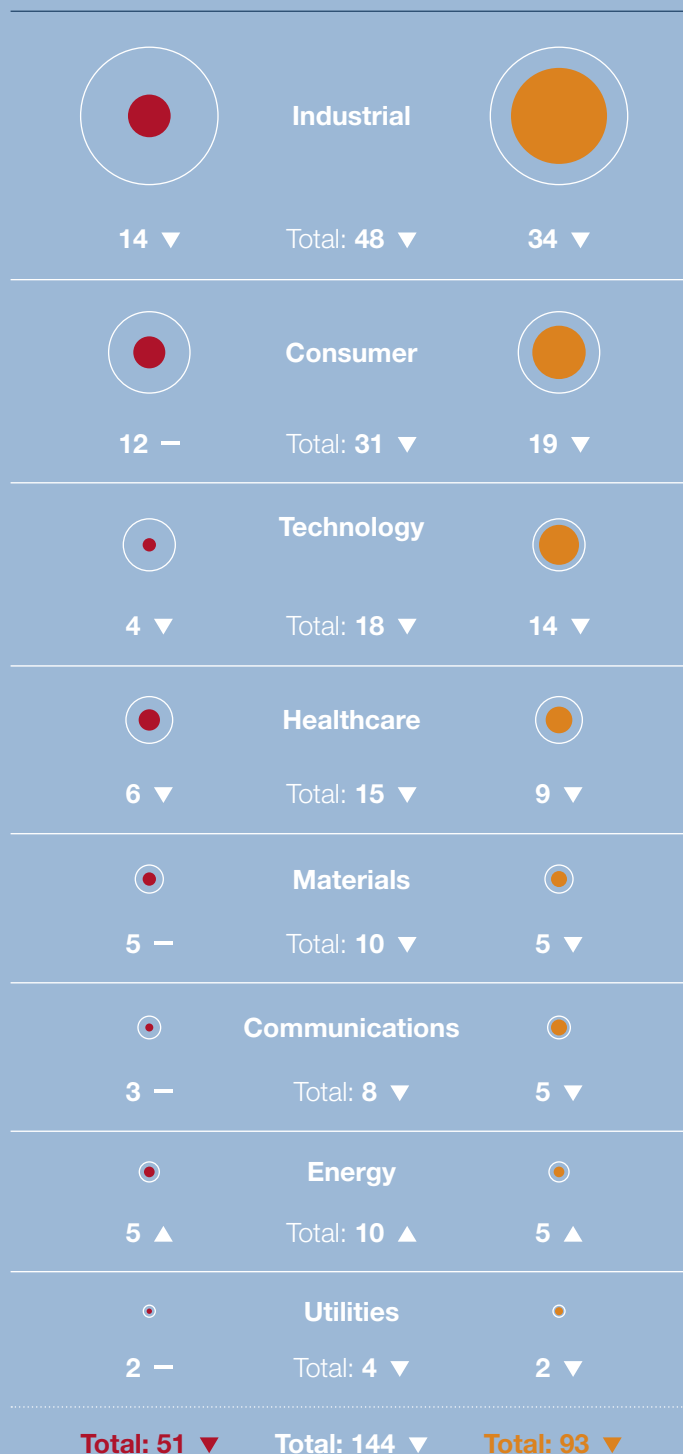 Industrial
14 ▼ Total: 48 ▼ 34 ▼
Consumer
12 – Total: 31 ▼ 19 ▼
Technology
4 ▼ Total: 18 ▼ 14 ▼
Healthcare
6 ▼ Total: 15 ▼ 9 ▼
Materials
5 – Total: 10 ▼ 5 ▼
Communications
3 – Total: 8 ▼ 5 ▼
Energy
5 ▲ Total: 10 ▲ 5 ▲
Utilities
2 – Total: 4 ▼ 2 ▼
Total: 51 ▼ Total: 144 ▼ Total: 93 ▼